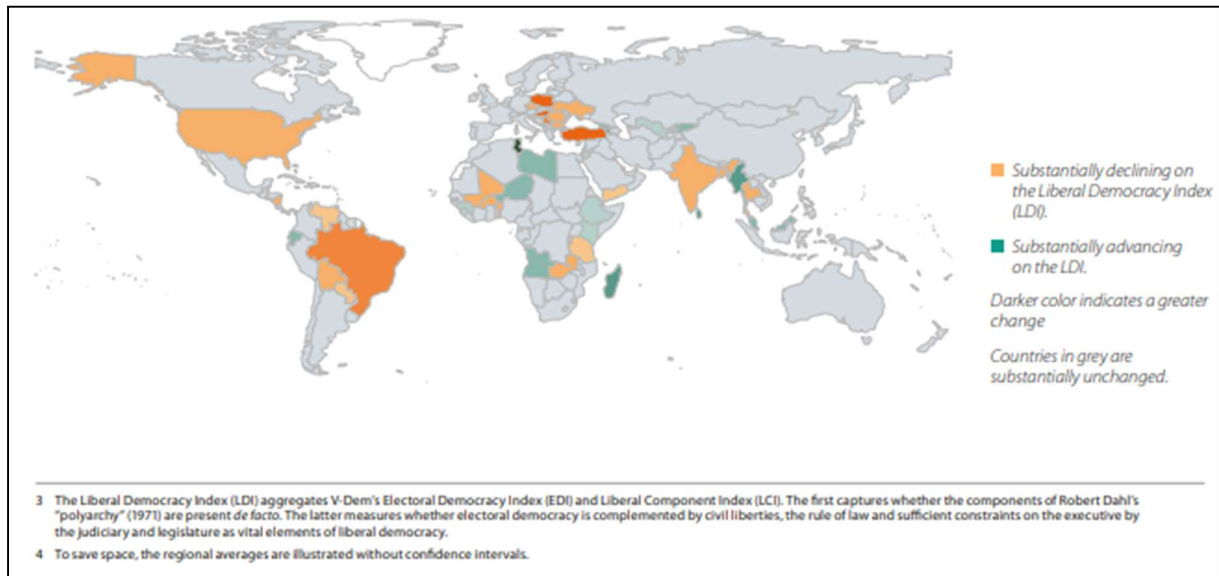 Substantially declining on
the Liberal Democracy Index
(LDI).
Substantially advancing
on the LDI.
Darker color indicates a greater
change
Countries in grey are
substantially unchanged.
3 The Liberal Democracy Index (LDI) aggregates V-Dem's Electoral Democracy Index (EDI) and Liberal Component Index (LCI). The first captures whether the components of Robert Dahl's
"polyarchy" (1971) are present de facto. The latter measures whether electoral democracy is complemented by civil liberties, the rule of law and sufficient constraints on the executive by
the judiciary and legislature as vital elements of liberal democracy.
4 To save space, the regional averages are illustrated without confidence intervals.